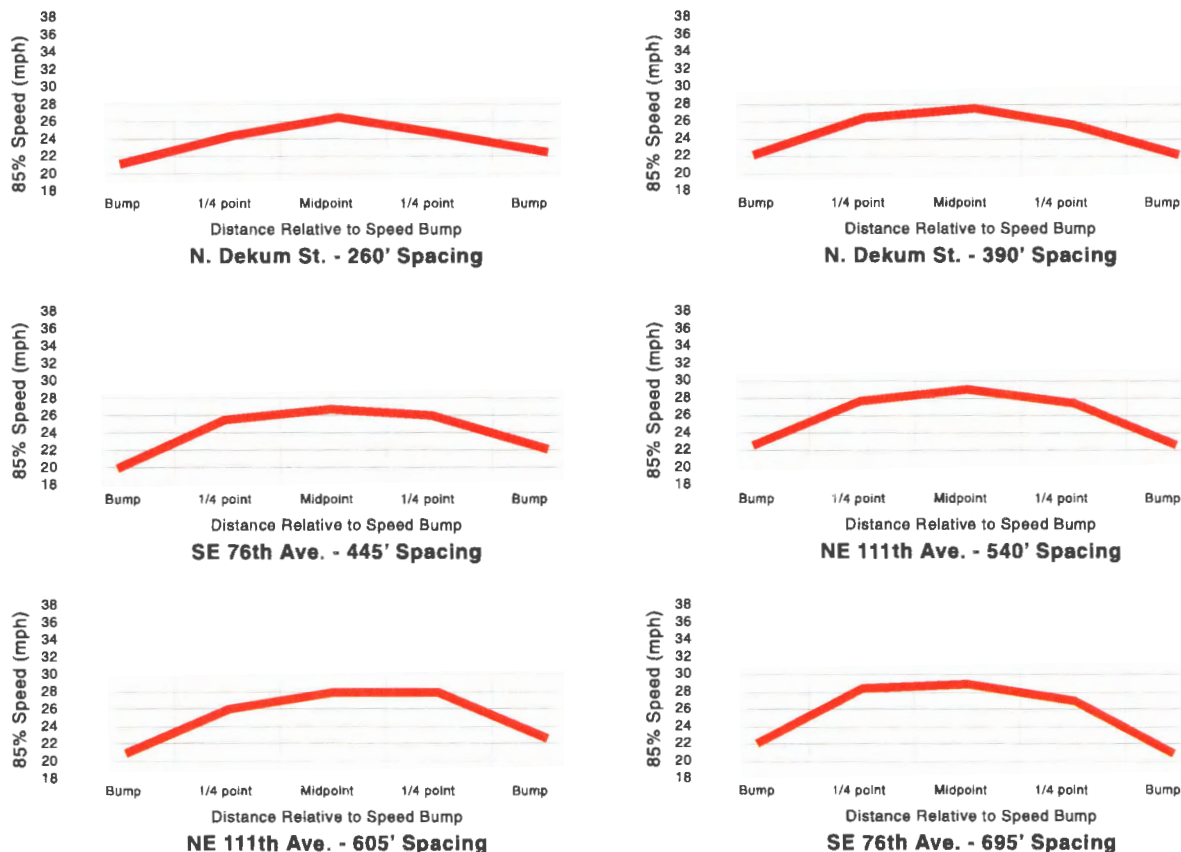 85% Speed (mph)
38
36
34
32
30
28
26
24
22
20
18
Bump 1/4 point Midpoint 1/4 point Bump
Distance Relative to Speed Bump
N. Dekum St. - 260' Spacing
85% Speed (mph)
38
36
34
32
30
28
26
24
22
20
18
Bump 1/4 point Midpoint 1/4 point Bump
Distance Relative to Speed Bump
N. Dekum St. - 390' Spacing
85% Speed (mph)
38
36
34
32
30
28
26
24
22
20
18
Bump 1/4 point Midpoint 1/4 point Bump
Distance Relative to Speed Bump
SE 76th Ave. - 445' Spacing
85% Speed (mph)
38
36
34
32
30
28
26
24
22
20
18
Bump 1/4 point Midpoint 1/4 point Bump
Distance Relative to Speed Bump
NE 111th Ave. - 540' Spacing
85% Speed (mph)
38
36
34
32
30
28
26
24
22
20
18
Bump 1/4 point Midpoint 1/4 point Bump
Distance Relative to Speed Bump
NE 111th Ave. - 605' Spacing
85% Speed (mph)
38
36
34
32
30
28
26
24
22
20
18
Bump 1/4 point Midpoint 1/4 point Bump
Distance Relative to Speed Bump
SE 76th Ave. - 695' Spacing